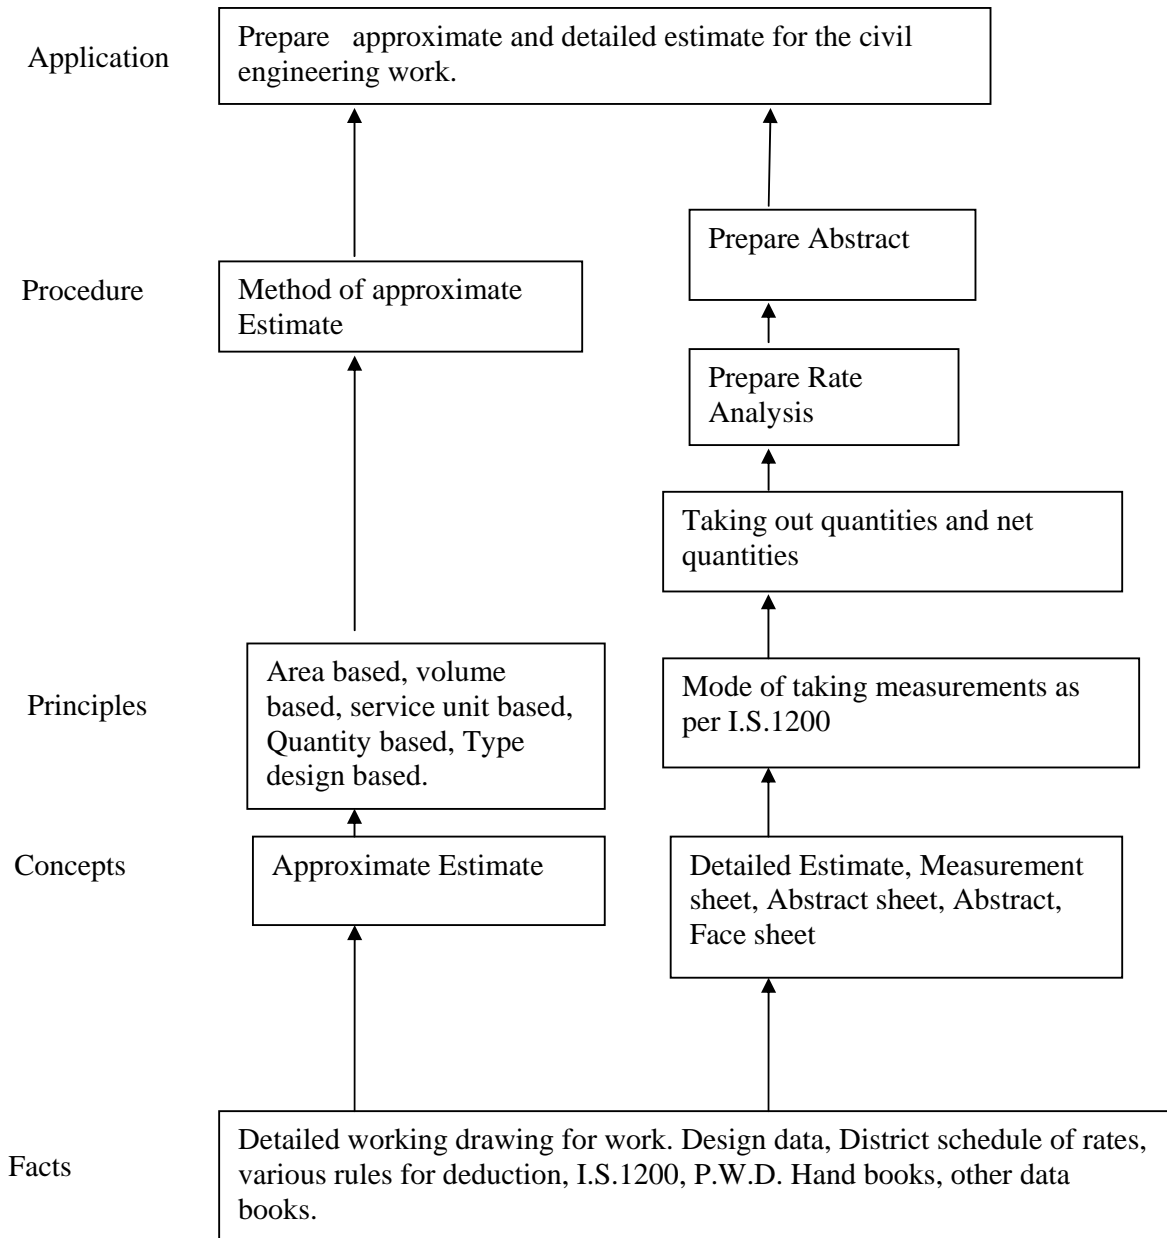 Application
Prepare approximate and detailed estimate for the civil
engineering work.
Prepare Abstract
Procedure
Method of approximate
Estimate
Prepare Rate
Analysis
Taking out quantities and net
quantities
Principles
Area based, volume
based, service unit based,
Quantity based, Type
design based.
Mode of taking measurements as
per I.S.1200
Concepts
Approximate Estimate
Detailed Estimate, Measurement
sheet, Abstract sheet, Abstract,
Face sheet
Facts
Detailed working drawing for work. Design data, District schedule of rates,
various rules for deduction, I.S.1200, P.W.D. Hand books, other data
books.